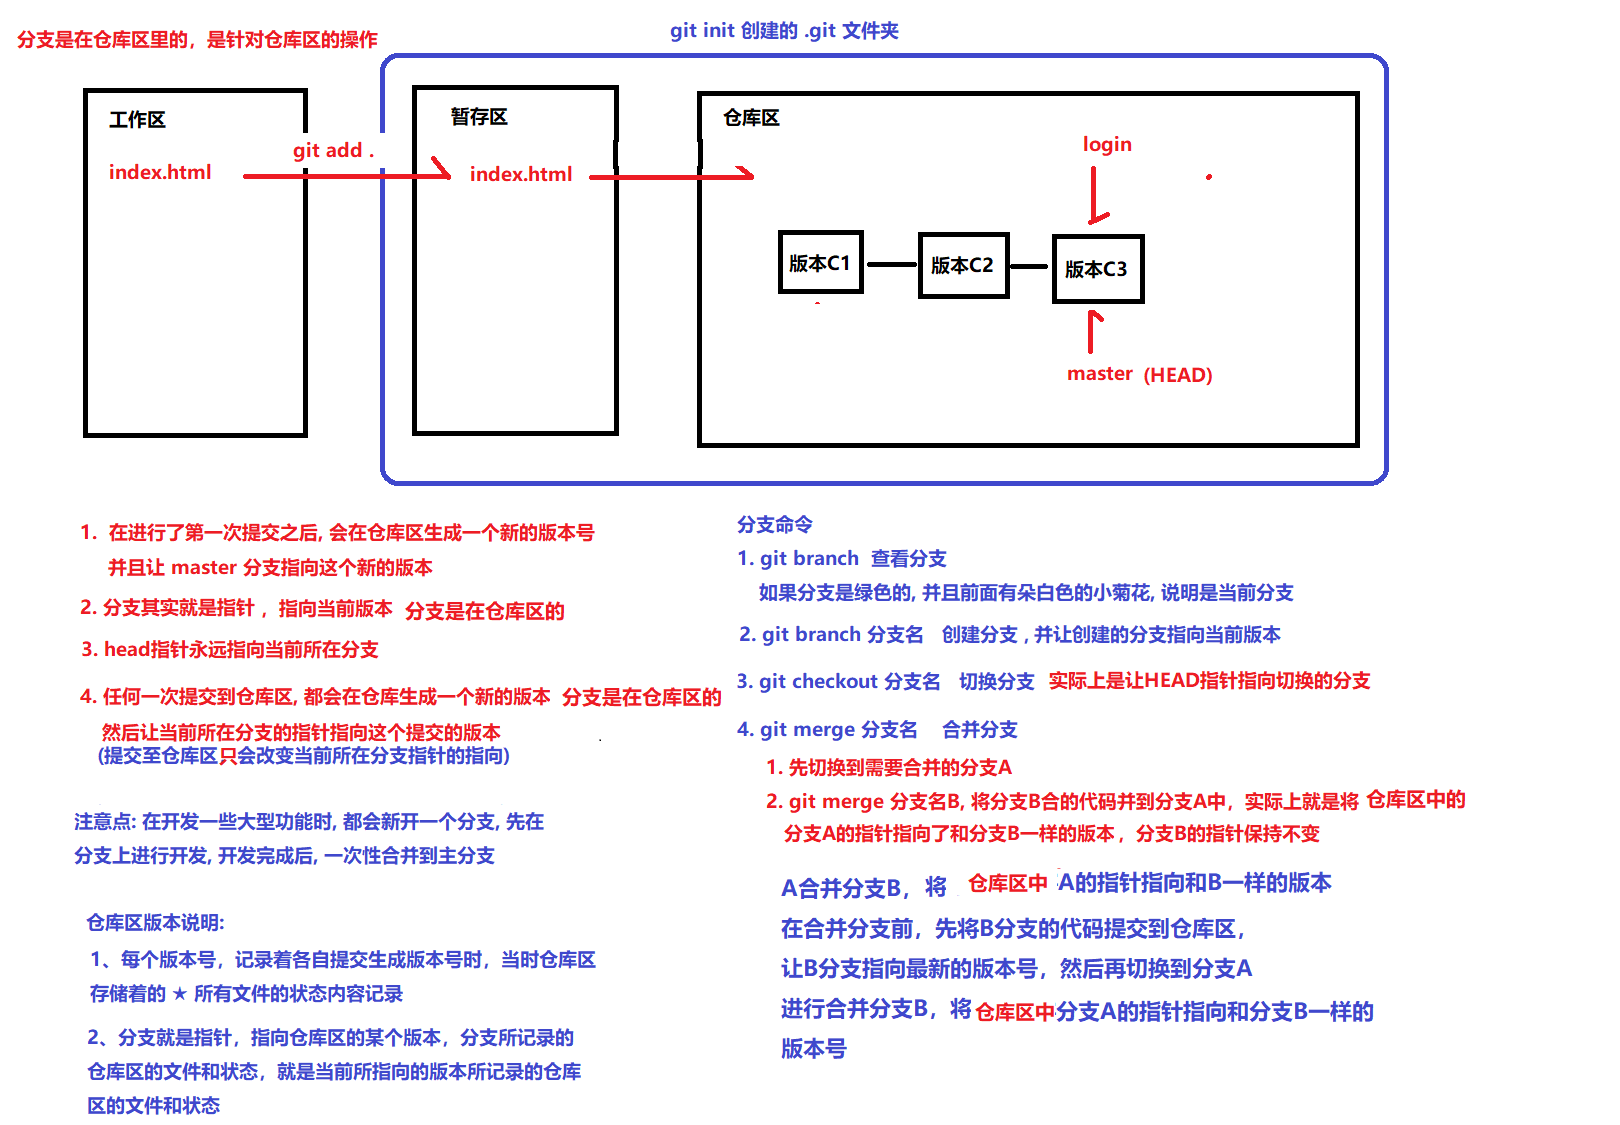 分支是在仓库区里的，是针对仓库区的操作
git init 创建的 .git 文件夹
工作区
暂存区
仓库区
git add .
index.html
index.html
login
版本C1
版本C2
版本C3
master (HEAD)
1. 在进行了第一次提交之后, 会在仓库区生成一个新的版本号
并且让 master 分支指向这个新的版本
2. 分支其实就是指针 ，指向当前版本 分支是在仓库区的
3. head指针永远指向当前所在分支
4. 任何一次提交到仓库区, 都会在仓库生成一个新的版本 分支是在仓库区的
然后让当前所在分支的指针指向这个提交的版本
(提交至仓库区只会改变当前所在分支指针的指向)
注意点: 在开发一些大型功能时, 都会新开一个分支, 先在
分支上进行开发, 开发完成后, 一次性合并到主分支
仓库区版本说明:
1、每个版本号，记录着各自提交生成版本号时，当时仓库区
存储着的 ★ 所有文件的状态内容记录
2、分支就是指针，指向仓库区的某个版本，分支所记录的
仓库区的文件和状态，就是当前所指向的版本所记录的仓库
区的文件和状态
分支命令
1. git branch 查看分支
如果分支是绿色的, 并且前面有朵白色的小菊花, 说明是当前分支
2. git branch 分支名 创建分支 , 并让创建的分支指向当前版本
3. git checkout 分支名 切换分支 实际上是让HEAD指针指向切换的分支
4. git merge 分支名 合并分支
1. 先切换到需要合并的分支A
2. git merge 分支名B, 将分支B合的代码并到分支A中，实际上就是将 仓库区中的
分支A的指针指向了和分支B一样的版本 ，分支B的指针保持不变
A合并分支B，将 仓库区中 A的指针指向和B一样的版本
在合并分支前，先将B分支的代码提交到仓库区，
让B分支指向最新的版本号，然后再切换到分支A
进行合并分支B，将仓库区中分支A的指针指向和分支B一样的
版本号